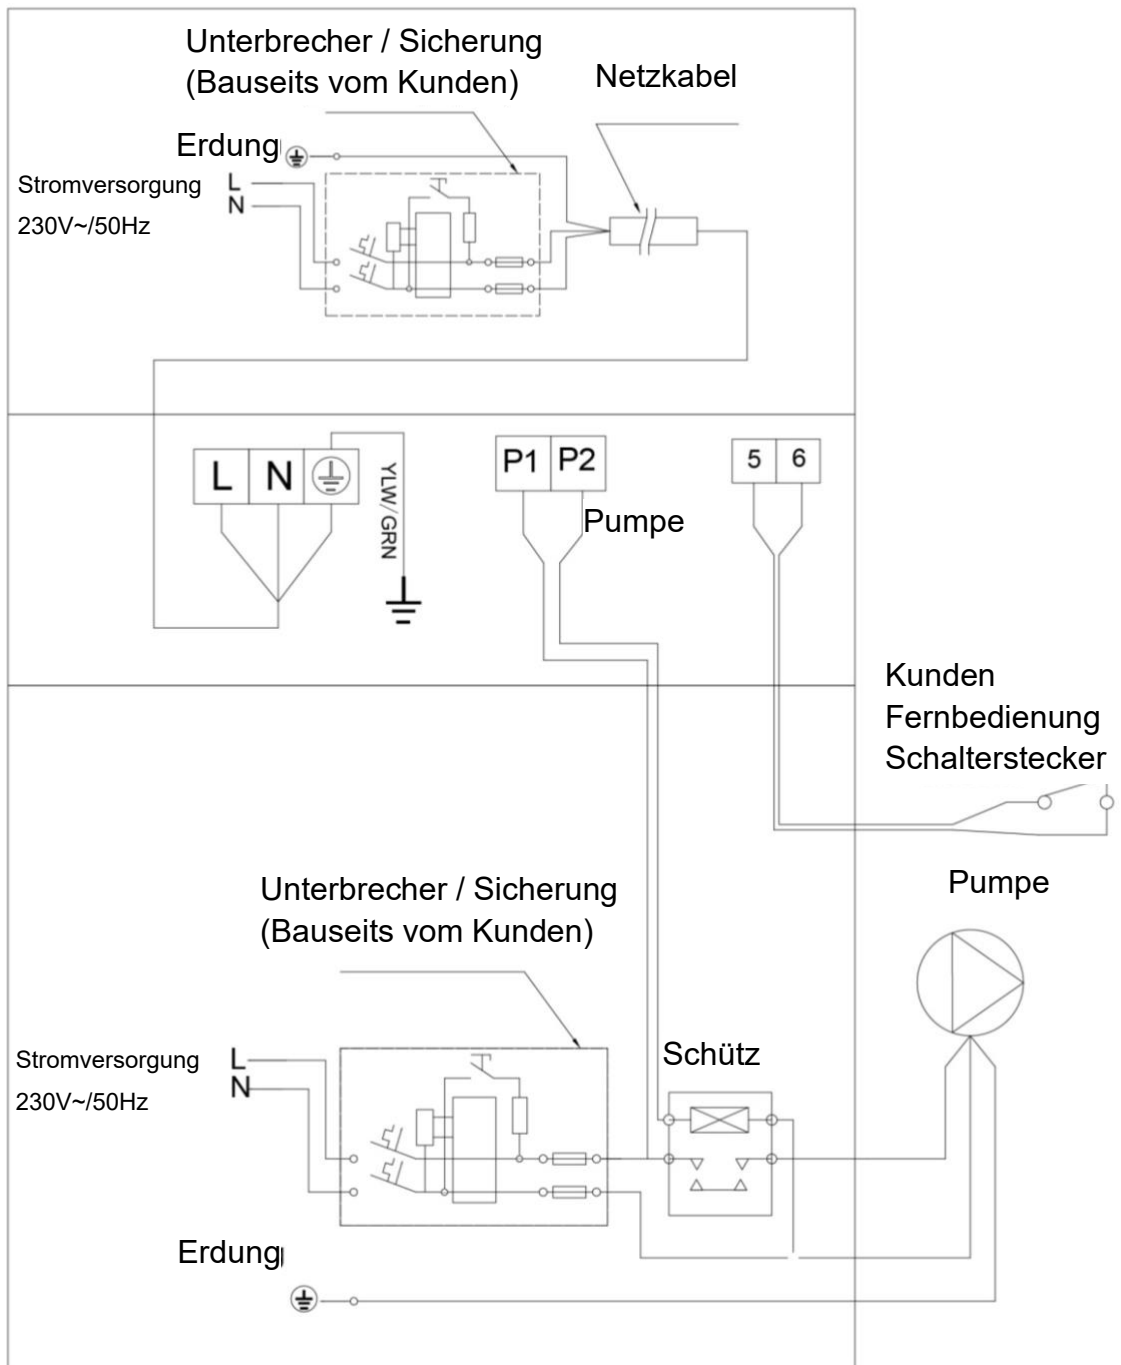 Unterbrecher / Sicherung
(Bauseits vom Kunden)
Netzkabel
Erdung
Stromversorgung
230V~/50Hz
L
N
L N
YLW/GRN
P1 P2
Pumpe
5 6
Kunden
Fernbedienung
Schalterstecker
Pumpe
Unterbrecher / Sicherung
(Bauseits vom Kunden)
Schütz
Stromversorgung
230V~/50Hz
L
N
Erdung